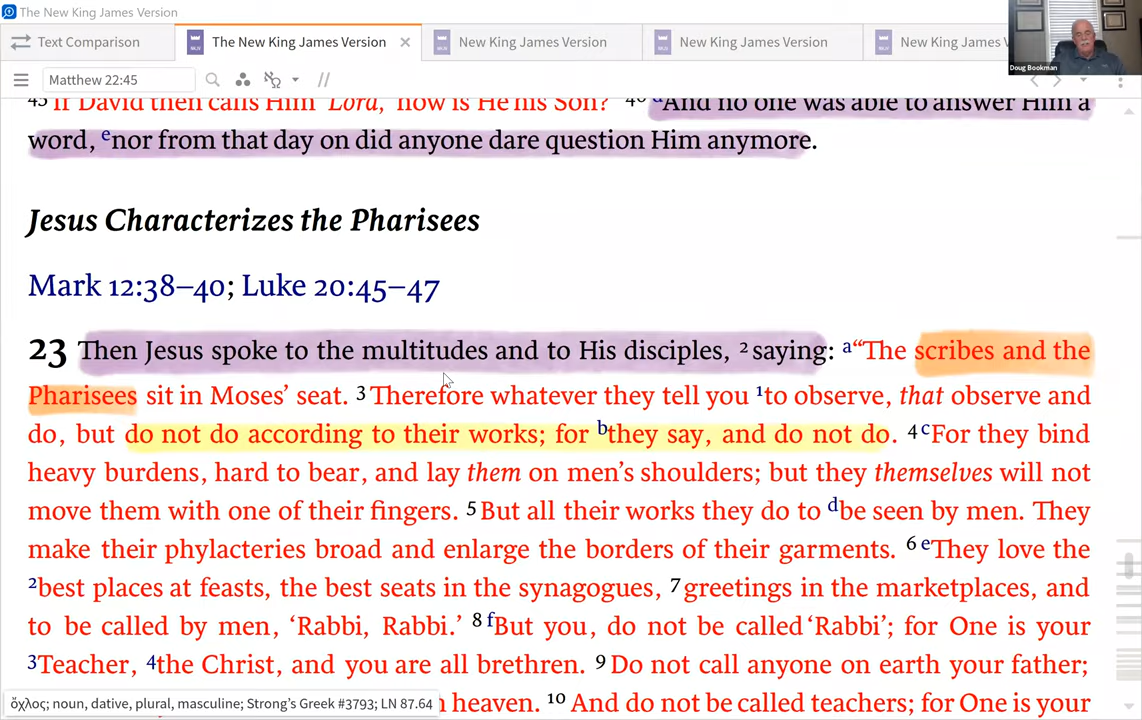 The New King James Version
Text Comparison
The New King James Version
New King James Version
New King James Version
New King James V
Doug Bookman
Matthew 22:45
45 If David then calls Him ‘Lord,’ how is He his Son?” 46 dAnd no one was able to answer Him a
word, enor from that day on did anyone dare question Him anymore.
Jesus Characterizes the Pharisees
Mark 12:38–40; Luke 20:45–47
23 Then Jesus spoke to the multitudes and to His disciples, 2 saying: a“The scribes and the
Pharisees sit in Moses’ seat. 3 Therefore whatever they tell you 1to observe, that observe and
do, but do not do according to their works; for bthey say, and do not do. 4 cFor they bind
heavy burdens, hard to bear, and lay them on men’s shoulders; but they themselves will not
move them with one of their fingers. 5 But all their works they do to dbe seen by men. They
make their phylacteries broad and enlarge the borders of their garments. 6 eThey love the
2best places at feasts, the best seats in the synagogues, 7 greetings in the marketplaces, and
to be called by men, ‘Rabbi, Rabbi.’ 8 fBut you, do not be called ‘Rabbi’; for One is your
3Teacher, 4the Christ, and you are all brethren. 9 Do not call anyone on earth your father;
ὄχλος; noun, dative, plural, masculine; Strong’s Greek #3793; LN 87.64
heaven. 10 And do not be called teachers; for One is your